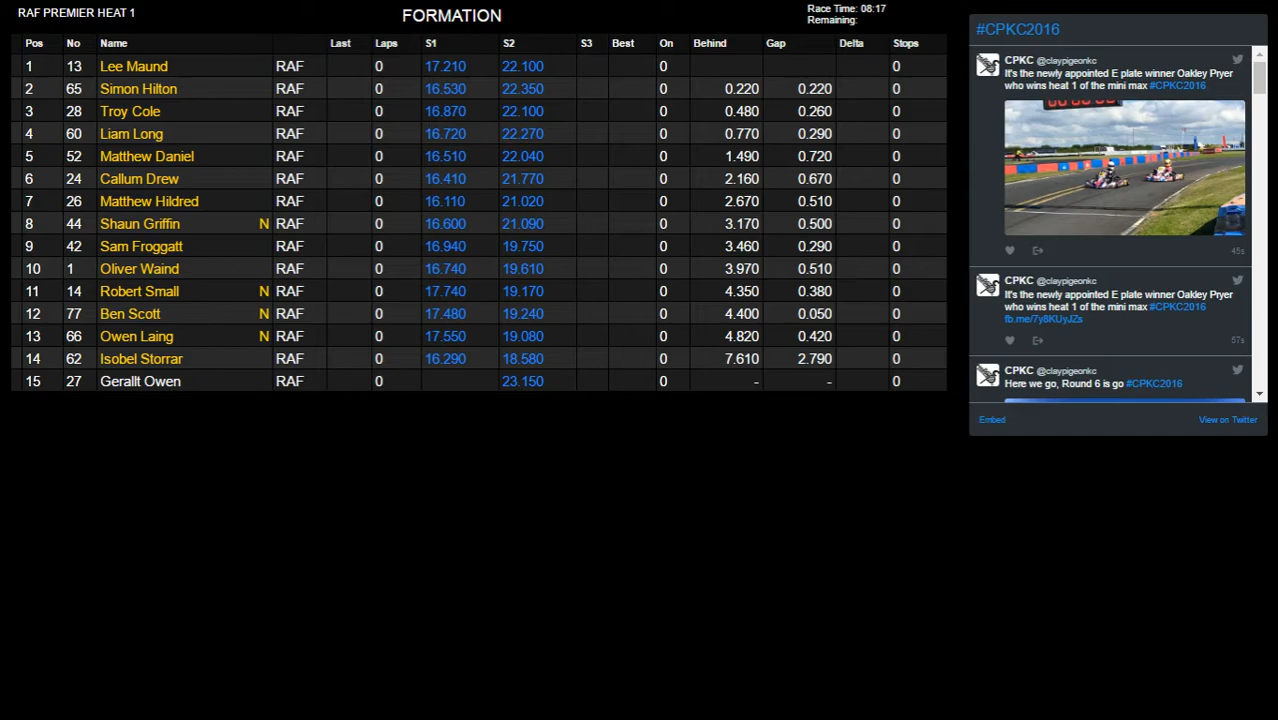 RAF PREMIER HEAT 1
FORMATION
Race Time: 08:17
Remaining:
Pos No Name Last Laps S1 S2 S3 Best On Behind Gap Delta Stops
1 13 Lee Maund RAF 0 17.210 22.100 0 0
2 65 Simon Hilton RAF 0 16.530 22.350 0 0.220 0.220 0
3 28 Troy Cole RAF 0 16.870 22.100 0 0.480 0.260 0
4 60 Liam Long RAF 0 16.720 22.270 0 0.770 0.290 0
5 52 Matthew Daniel RAF 0 16.510 22.040 0 1.490 0.720 0
6 24 Callum Drew RAF 0 16.410 21.770 0 2.160 0.670 0
7 26 Matthew Hildred RAF 0 16.110 21.020 0 2.670 0.510 0
8 44 Shaun Griffin N RAF 0 16.600 21.090 0 3.170 0.500 0
9 42 Sam Froggatt RAF 0 16.940 19.750 0 3.460 0.290 0
10 1 Oliver Waind RAF 0 16.740 19.610 0 3.970 0.510 0
11 14 Robert Small N RAF 0 17.740 19.170 0 4.350 0.380 0
12 77 Ben Scott N RAF 0 17.480 19.240 0 4.400 0.050 0
13 66 Owen Laing N RAF 0 17.550 19.080 0 4.820 0.420 0
14 62 Isobel Storrar RAF 0 16.290 18.580 0 7.610 2.790 0
15 27 Gerallt Owen RAF 0 23.150 0 - - 0
#CPKC2016
CPKC @claypigeonkc
It's the newly appointed E plate winner Oakley Pryer
who wins heat 1 of the mini max #CPKC2016
45s
CPKC @claypigeonkc
It's the newly appointed E plate winner Oakley Pryer
who wins heat 1 of the mini max #CPKC2016
fb.me/7y8KUyJZs
57s
CPKC @claypigeonkc
Here we go, Round 6 is go #CPKC2016
Embed
View on Twitter